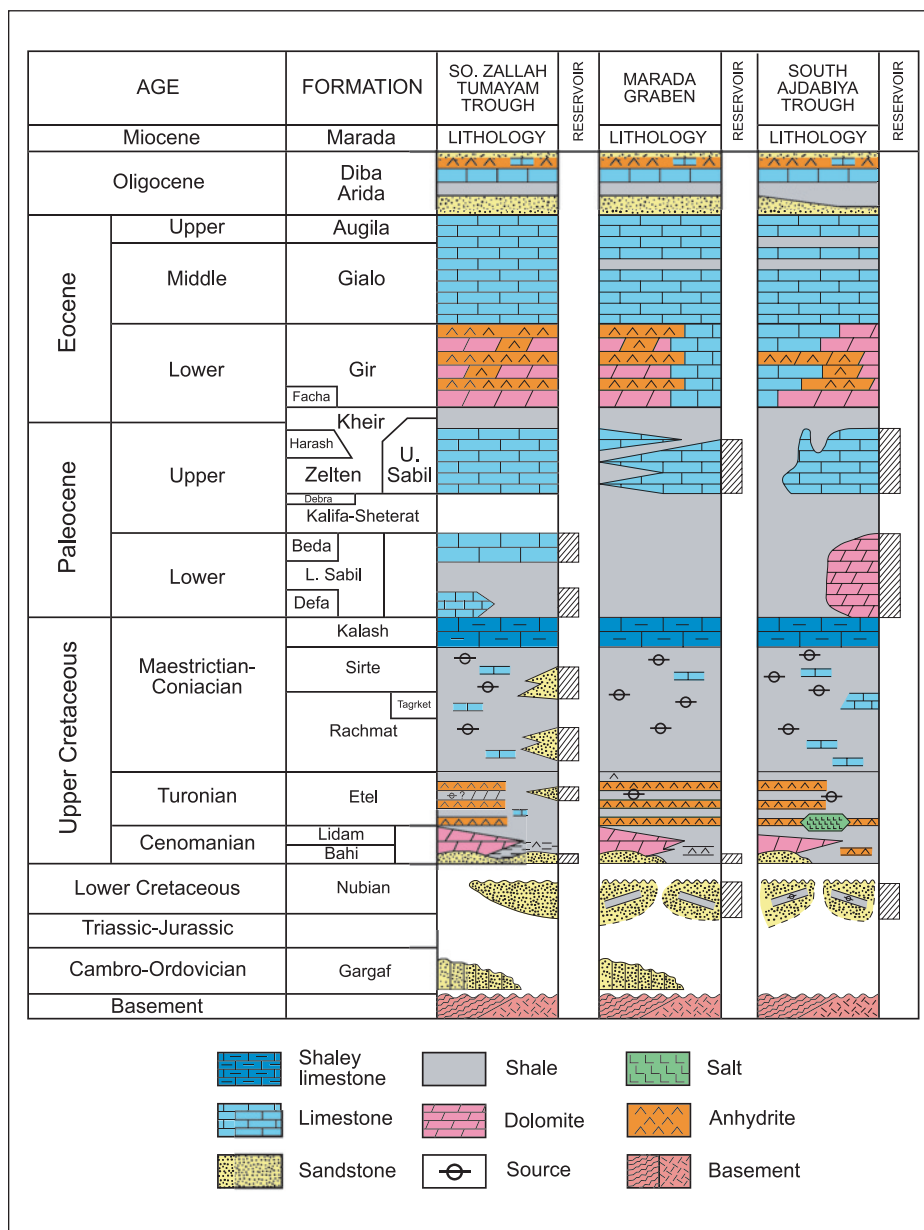 AGE
FORMATION
SO. ZALLAH
TUMAYAM
TROUGH
RESERVOIR
MARADA
GRABEN
RESERVOIR
SOUTH
AJDABIYA
TROUGH
RESERVOIR
Miocene
Marada
LITHOLOGY
LITHOLOGY
LITHOLOGY
Oligocene
Diba
Arida
Eocene
Upper
Augila
Middle
Gialo
Lower
Gir
Facha
Kheir
Paleocene
Upper
Harash
Zelten
U.
Sabil
Debra
Kalifa-Sheterat
Lower
Beda
L. Sabil
Defa
Upper Cretaceous
Maestrictian-
Coniacian
Kalash
Sirte
Tagrket
Rachmat
Turonian
Etel
?
Cenomanian
Lidam
Bahi
Lower Cretaceous
Nubian
Triassic-Jurassic
Cambro-Ordovician
Gargaf
Basement
Shaley
limestone
Shale
Salt
Limestone
Dolomite
Anhydrite
Sandstone
Source
Basement